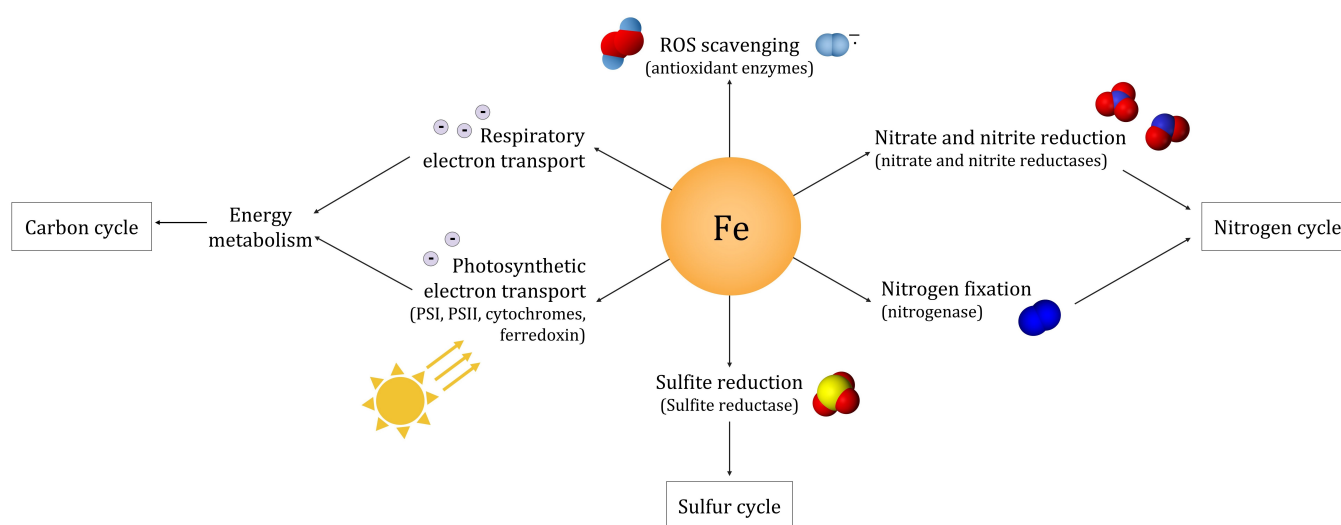 ROS scavenging
(antioxidant enzymes)
Respiratory
electron transport
Nitrate and nitrite reduction
(nitrate and nitrite reductases)
Carbon cycle
Energy
metabolism
Fe
Nitrogen cycle
Photosynthetic
electron transport
(PSI, PSII, cytochromes,
ferredoxin)
Nitrogen fixation
(nitrogenase)
Sulfite reduction
(Sulfite reductase)
Sulfur cycle